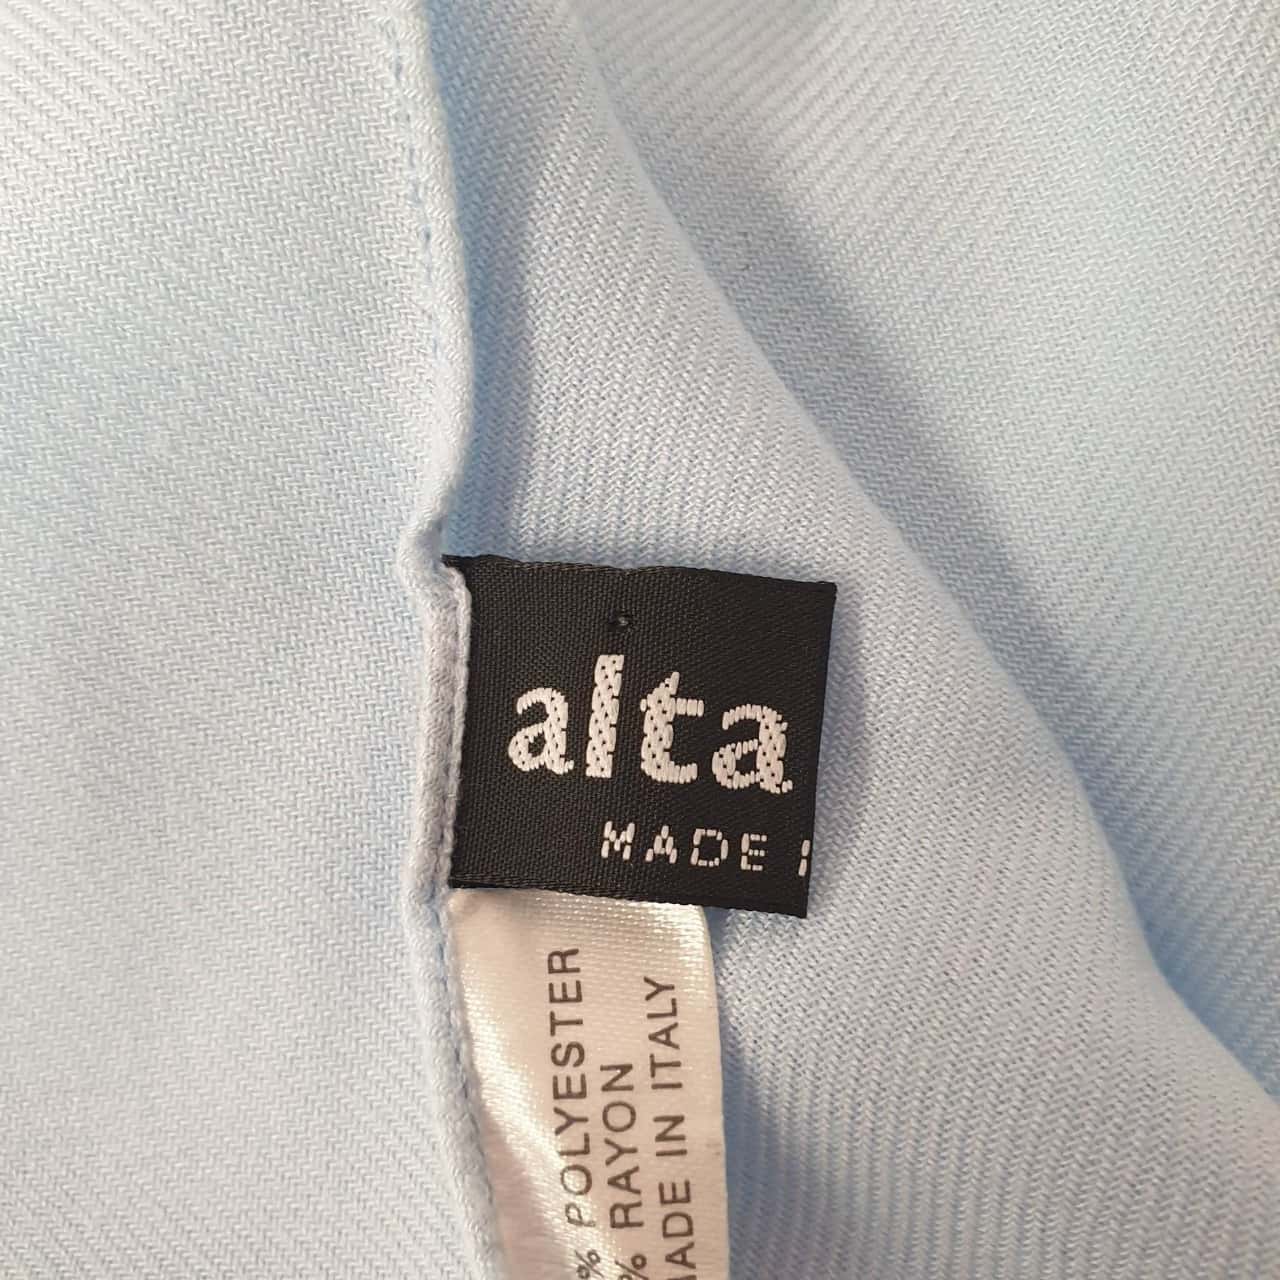 alta
MADE I
% POLYESTER
% RAYON
MADE IN ITALY